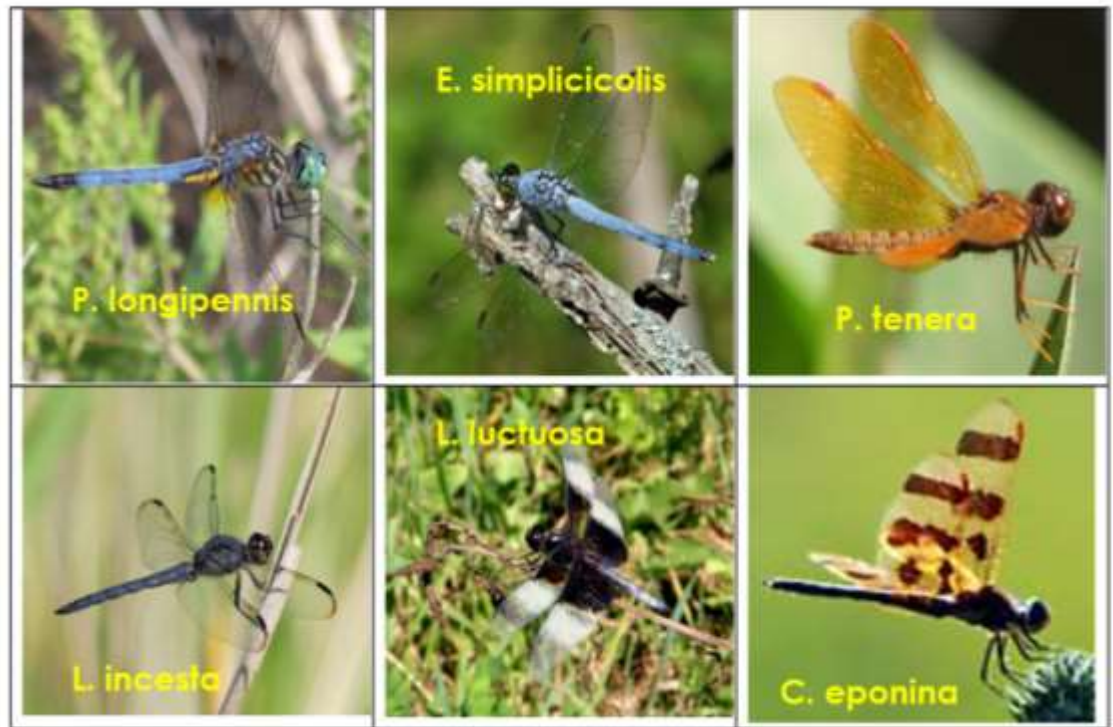 P. longipennis
E. simplicicolis
P. tenera
L. incesta
L. luctuosa
C. eponina